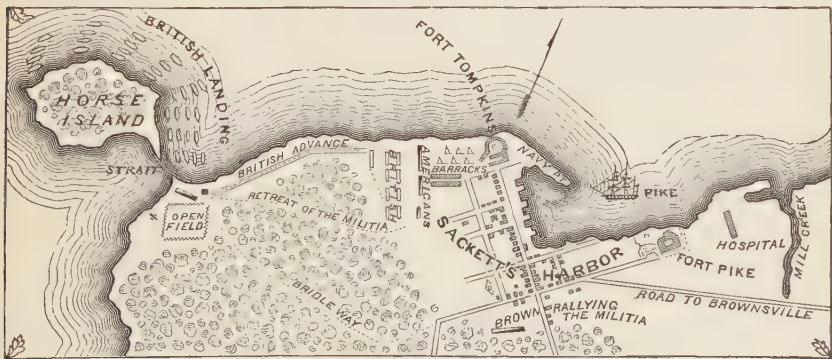 BRITISH LANDING
HORSE
ISLAND
STRAIT
OPEN
FIELD
BRITISH ADVANCE
RETREAT OF THE MILITIA
BRIDLE WAY
AMERICANS
FORT TOMPKINS
BARRACKS
NAVY PT
PIKE
SACKETT'S HARBOR
FORT PIKE
HOSPITAL
MILL CREEK
ROAD TO BROWNSVILLE
BROWN RALLYING
THE MILITIA